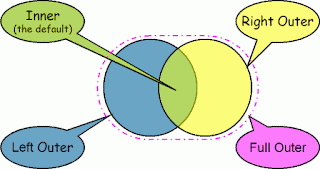 Inner
(the default)
Right Outer
Left Outer
Full Outer